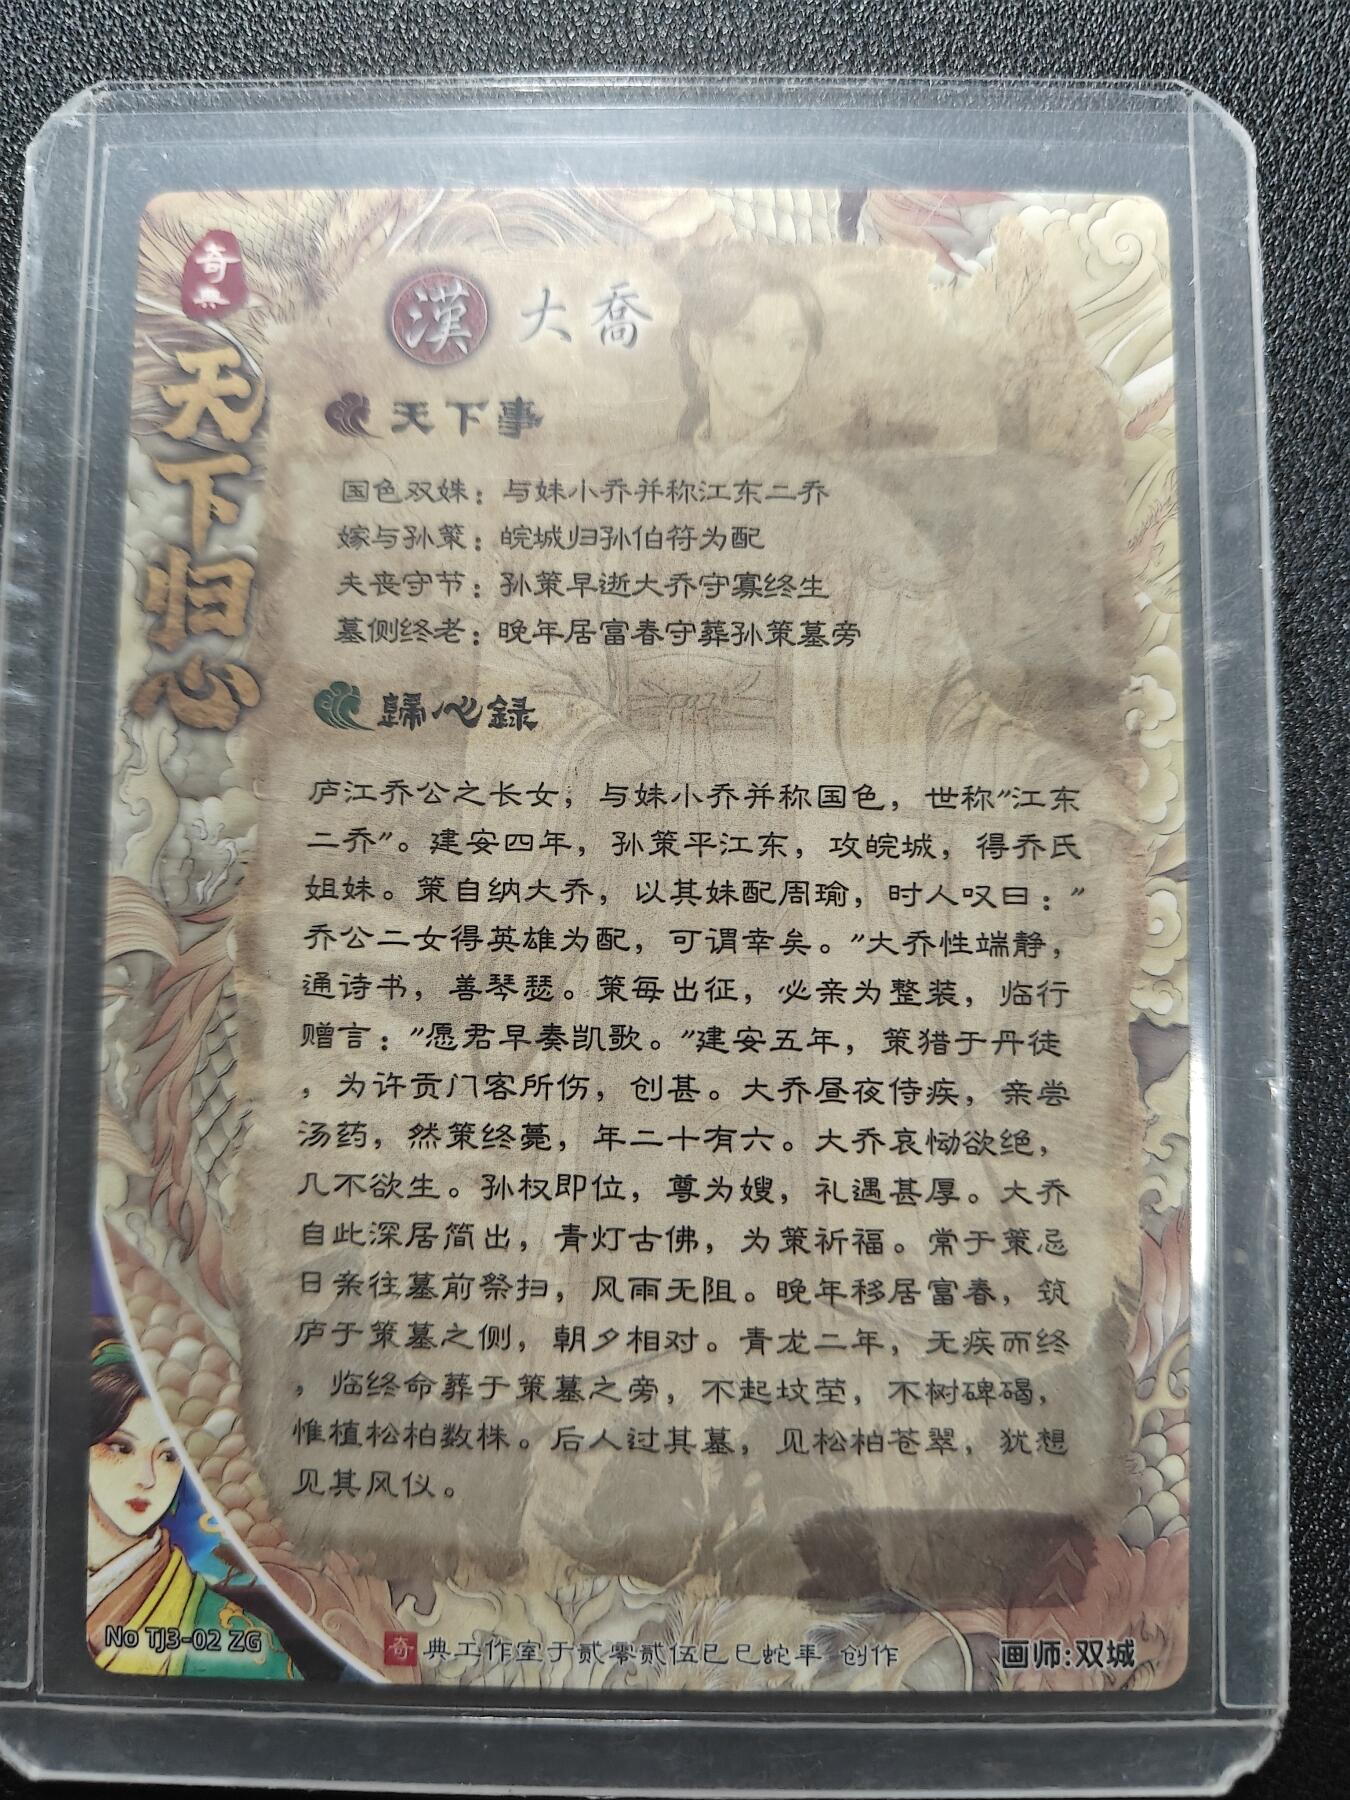 奇典
天下归心
漢 大喬
天下事
国色双姝：与妹小乔并称江东二乔
嫁与孙策：皖城归孙伯符为配
夫丧守节：孙策早逝大乔守寡终生
墓侧终老：晚年居富春守葬孙策墓旁
歸心録
庐江乔公之长女，与妹小乔并称国色，世称"江东
二乔"。建安四年，孙策平江东，攻皖城，得乔氏
姐妹。策自纳大乔，以其妹配周瑜，时人叹曰："
乔公二女得英雄为配，可谓幸矣。"大乔性端静，
通诗书，善琴瑟。策每出征，必亲为整装，临行
赠言："愿君早奏凯歌。"建安五年，策猎于丹徒
，为许贡门客所伤，创甚。大乔昼夜侍疾，亲尝
汤药，然策终薨，年二十有六。大乔哀恸欲绝，
几不欲生。孙权即位，尊为嫂，礼遇甚厚。大乔
自此深居简出，青灯古佛，为策祈福。常于策忌
日亲往墓前祭扫，风雨无阻。晚年移居富春，筑
庐于策墓之侧，朝夕相对。青龙二年，无疾而终
，临终命葬于策墓之旁，不起坟茔，不树碑碣，
惟植松柏数株。后人过其墓，见松柏苍翠，犹想
见其风仪。
No TJ3-02 ZG
奇典工作室于贰零贰伍已巳蛇年 创作
画师:双城